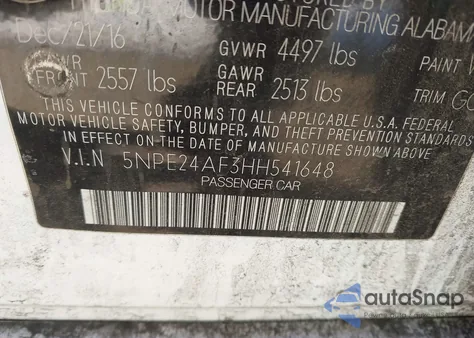 MOTOR MANUFACTURING ALABAMA
Dec/21/16 GVWR 4497 lbs PAINT
GAWR FRONT 2557 lbs GAWR REAR 2513 lbs TRIM
THIS VEHICLE CONFORMS TO ALL APPLICABLE U.S.A. FEDERAL
MOTOR VEHICLE SAFETY, BUMPER, AND THEFT PREVENTION STANDARDS
IN EFFECT ON THE DATE OF MANUFACTURE SHOWN ABOVE.
V.I.N 5NPE24AF3HH541648
PASSENGER CAR
autoSnap